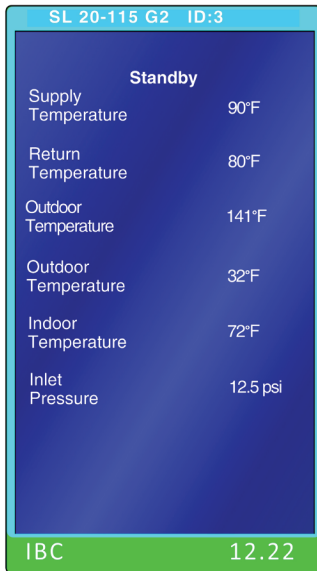 SL 20-115 G2 ID:3
Standby
Supply
Temperature 90°F
Return
Temperature 80°F
Outdoor
Temperature 141°F
Outdoor
Temperature 32°F
Indoor
Temperature 72°F
Inlet
Pressure 12.5 psi
IBC 12.22